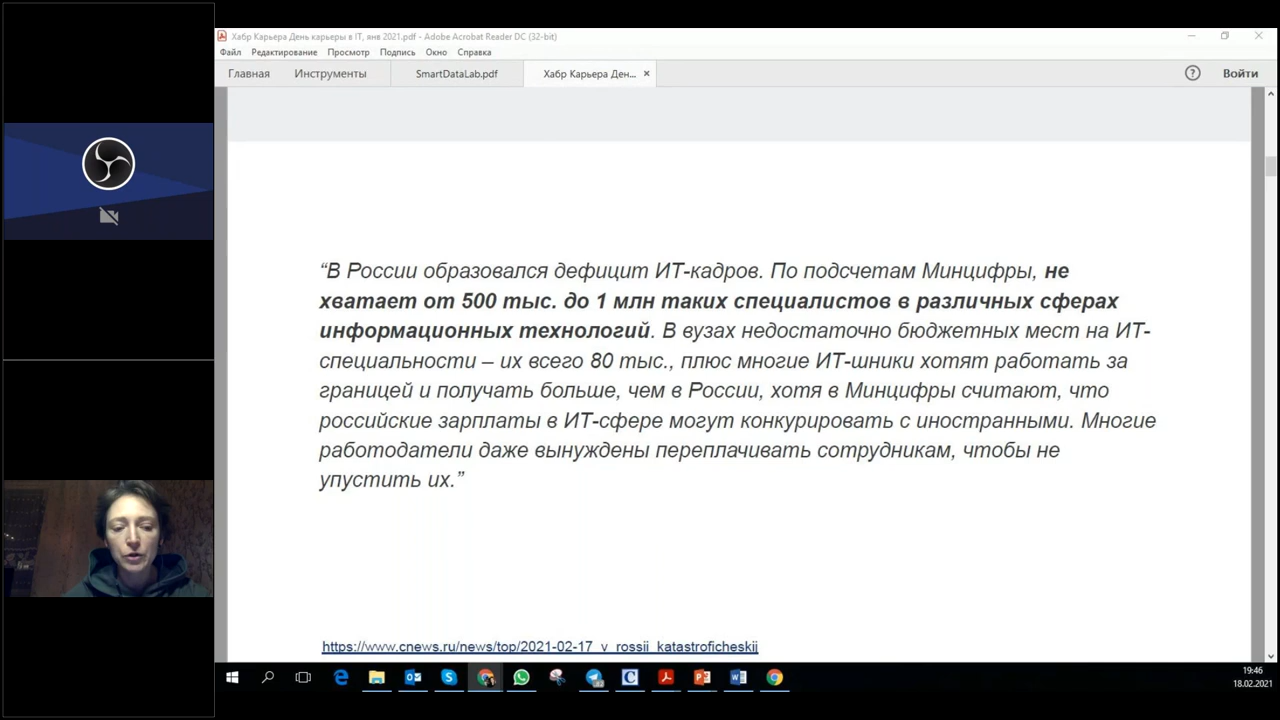 Хабр Карьера День карьеры в IT, янв 2021.pdf - Adobe Acrobat Reader DC (32-bit)
Файл Редактирование Просмотр Подпись Окно Справка
Главная Инструменты SmartDataLab.pdf Хабр Карьера Ден... × ? Войти
“В России образовался дефицит ИТ-кадров. По подсчетам Минцифры, не
хватает от 500 тыс. до 1 млн таких специалистов в различных сферах
информационных технологий. В вузах недостаточно бюджетных мест на ИТ-
специальности – их всего 80 тыс., плюс многие ИТ-шники хотят работать за
границей и получать больше, чем в России, хотя в Минцифры считают, что
российские зарплаты в ИТ-сфере могут конкурировать с иностранными. Многие
работодатели даже вынуждены переплачивать сотрудникам, чтобы не
упустить их.”
https://www.cnews.ru/news/top/2021-02-17_v_rossii_katastroficheskij
19:46
18.02.2021